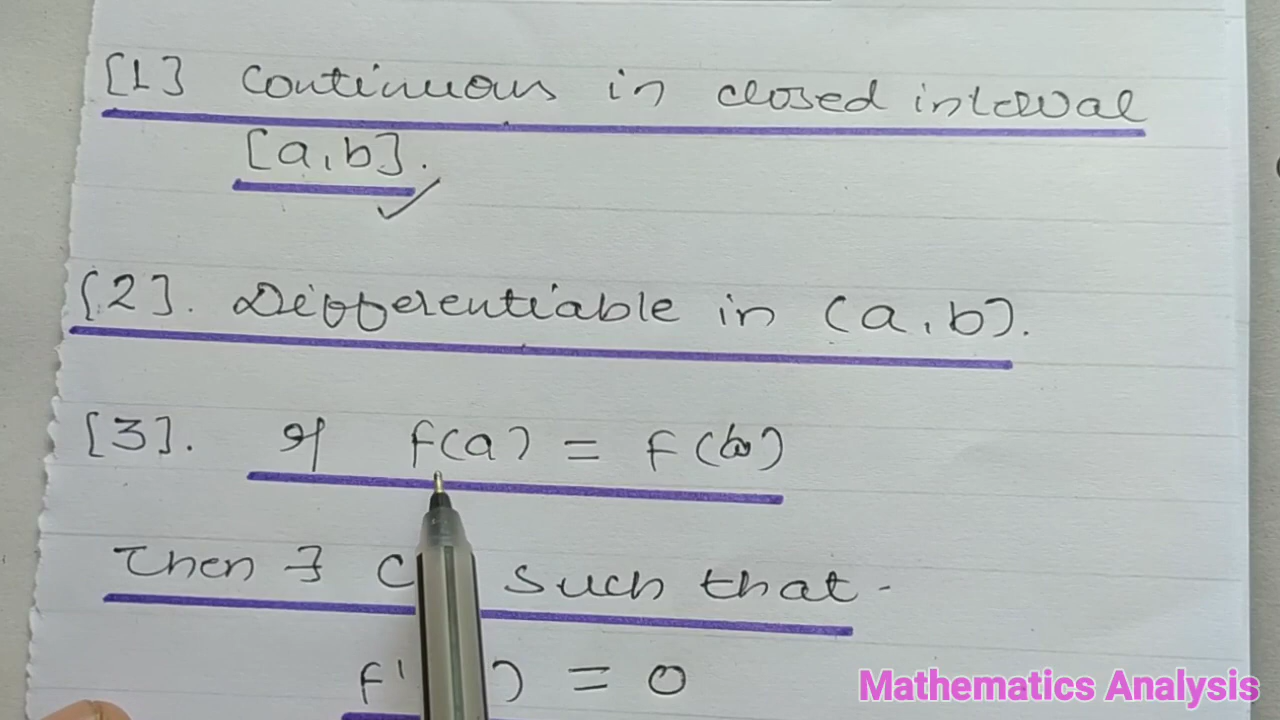 [1] Continuous in closed interval
[a,b].
[2]. Differentiable in (a,b).
[3]. If f(a) = f(b)
Then ∃ C such that -
f' ) = 0
Mathematics Analysis